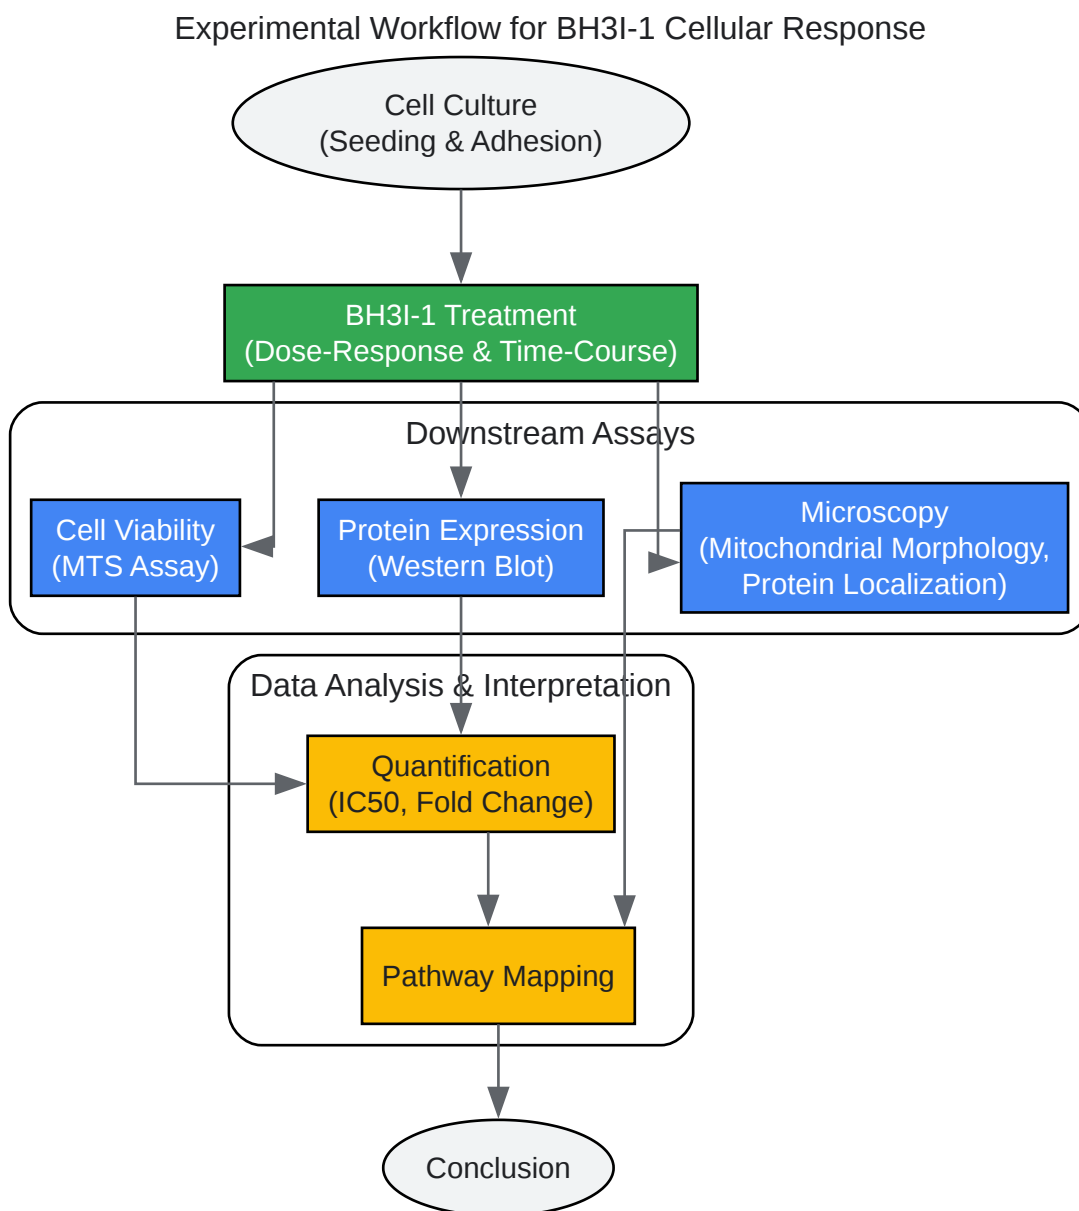 Experimental Workflow for BH3I-1 Cellular Response
Cell Culture
(Seeding & Adhesion)
BH3I-1 Treatment
(Dose-Response & Time-Course)
Downstream Assays
Cell Viability
(MTS Assay)
Protein Expression
(Western Blot)
Microscopy
(Mitochondrial Morphology,
Protein Localization)
Data Analysis & Interpretation
Quantification
(IC50, Fold Change)
Pathway Mapping
Conclusion